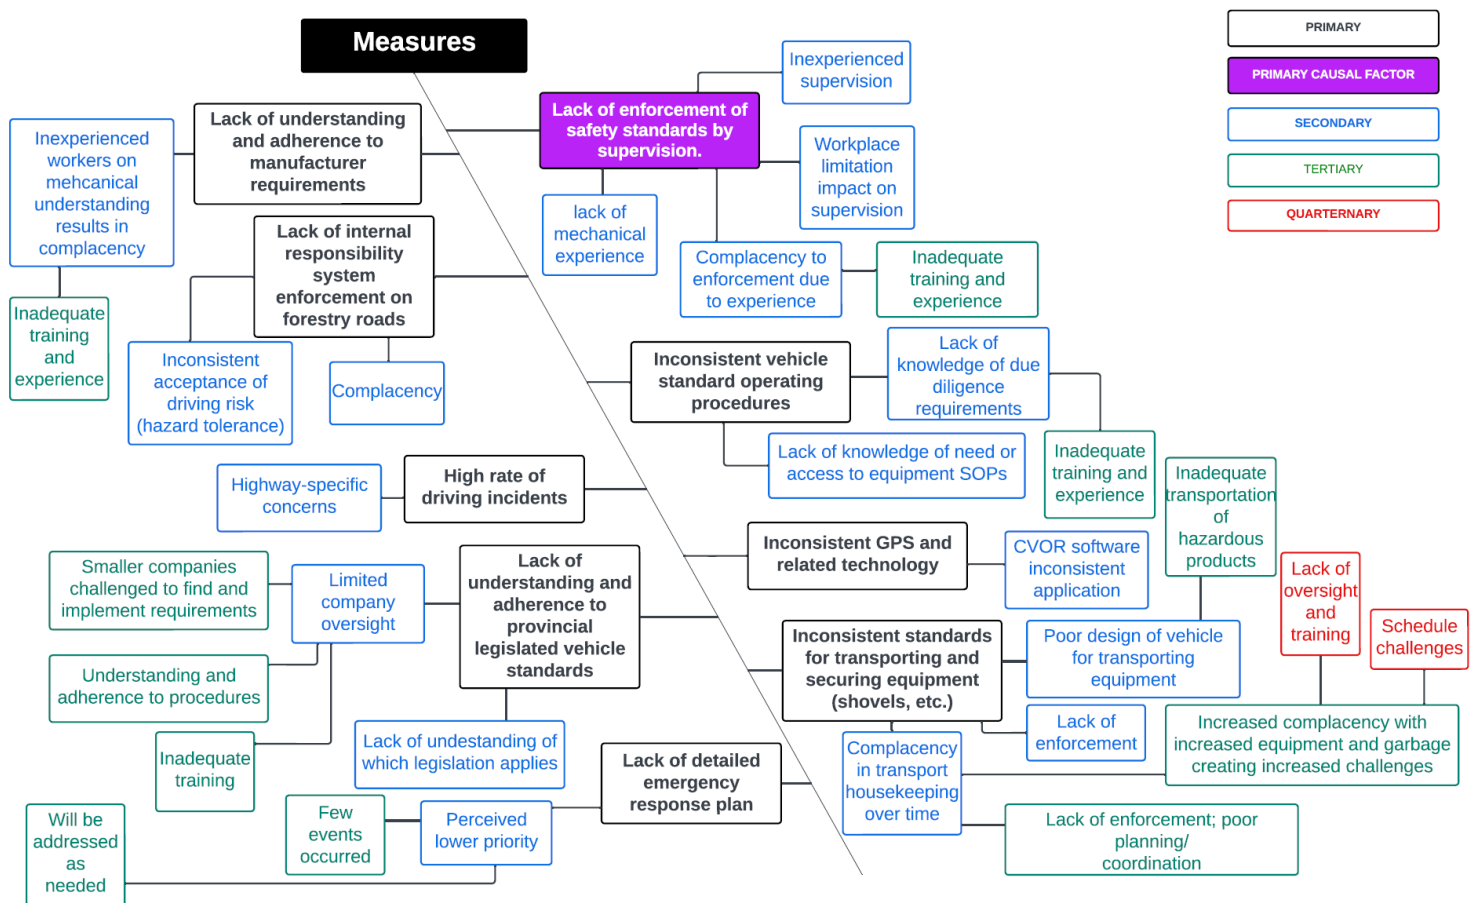 Measures
PRIMARY
PRIMARY CAUSAL FACTOR
SECONDARY
TERTIARY
QUARTERNARY
Lack of understanding
and adherence to
manufacturer
requirements
Inexperienced
workers on
mehcanical
understanding
results in
complacency
Inadequate
training
and
experience
Lack of internal
responsibility
system
enforcement on
forestry roads
Inconsistent
acceptance of
driving risk
(hazard tolerance)
Complacency
High rate of
driving incidents
Highway-specific
concerns
Lack of
understanding and
adherence to
provincial
legislated vehicle
standards
Limited
company
oversight
Smaller companies
challenged to find and
implement requirements
Understanding and
adherence to procedures
Inadequate
training
Lack of undestanding of
which legislation applies
Lack of detailed
emergency
response plan
Perceived
lower priority
Few
events
occurred
Will be
addressed
as
needed
Lack of enforcement of
safety standards by
supervision.
Inexperienced
supervision
Workplace
limitation
impact on
supervision
lack of
mechanical
experience
Complacency to
enforcement due
to experience
Inadequate
training and
experience
Inconsistent vehicle
standard operating
procedures
Lack of
knowledge of due
diligence
requirements
Inadequate
training and
experience
Lack of knowledge of need or
access to equipment SOPs
Inconsistent GPS and
related technology
CVOR software
inconsistent
application
Inconsistent standards
for transporting and
securing equipment
(shovels, etc.)
Poor design of vehicle
for transporting
equipment
Inadequate
transportation
of
hazardous
products
Lack of
enforcement
Complacency
in transport
housekeeping
over time
Increased complacency with
increased equipment and garbage
creating increased challenges
Lack of
oversight
and
training
Schedule
challenges
Lack of enforcement; poor
planning/
coordination